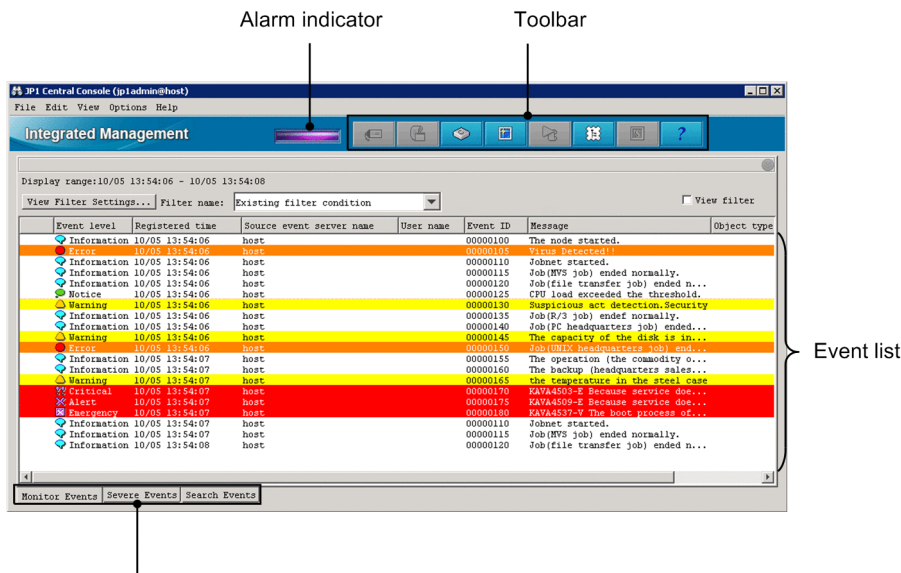 Alarm indicator Toolbar
JP1 Central Console (jp1admin@host)
File Edit View Options Help
Integrated Management
?
Display range:10/05 13:54:06 - 10/05 13:54:08
View Filter Settings... Filter name: Existing filter condition View filter
Event level Registered time Source event server name User name Event ID Message Object type
Information 10/05 13:54:06 host 00000100 The node started.
Error 10/05 13:54:06 host 00000105 Virus Detected!!
Information 10/05 13:54:06 host 00000110 Jobnet started.
Information 10/05 13:54:06 host 00000115 Job(MVS job) ended normally.
Information 10/05 13:54:06 host 00000120 Job(file transfer job) ended n...
Notice 10/05 13:54:06 host 00000125 CPU load exceeded the threshold.
Warning 10/05 13:54:06 host 00000130 Suspicious act detection.Security
Information 10/05 13:54:06 host 00000135 Job(R/3 job) endef normally.
Information 10/05 13:54:06 host 00000140 Job(PC headquarters job) ended...
Warning 10/05 13:54:06 host 00000145 The capacity of the disk is in...
Error 10/05 13:54:06 host 00000150 Job(UNIX headquarters job) end...
Information 10/05 13:54:07 host 00000155 The operation (the commodity o...
Information 10/05 13:54:07 host 00000160 The backup (headquarters sales...
Warning 10/05 13:54:07 host 00000165 the temperature in the steel case
Critical 10/05 13:54:07 host 00000170 KAVA4503-E Because service doe...
Alert 10/05 13:54:07 host 00000175 KAVA4509-E Because service doe...
Emergency 10/05 13:54:07 host 00000180 KAVA4537-V The boot process of...
Information 10/05 13:54:07 host 00000110 Jobnet started.
Information 10/05 13:54:07 host 00000115 Job(MVS job) ended normally.
Information 10/05 13:54:08 host 00000120 Job(file transfer job) ended n...
Event list
Monitor Events Severe Events Search Events